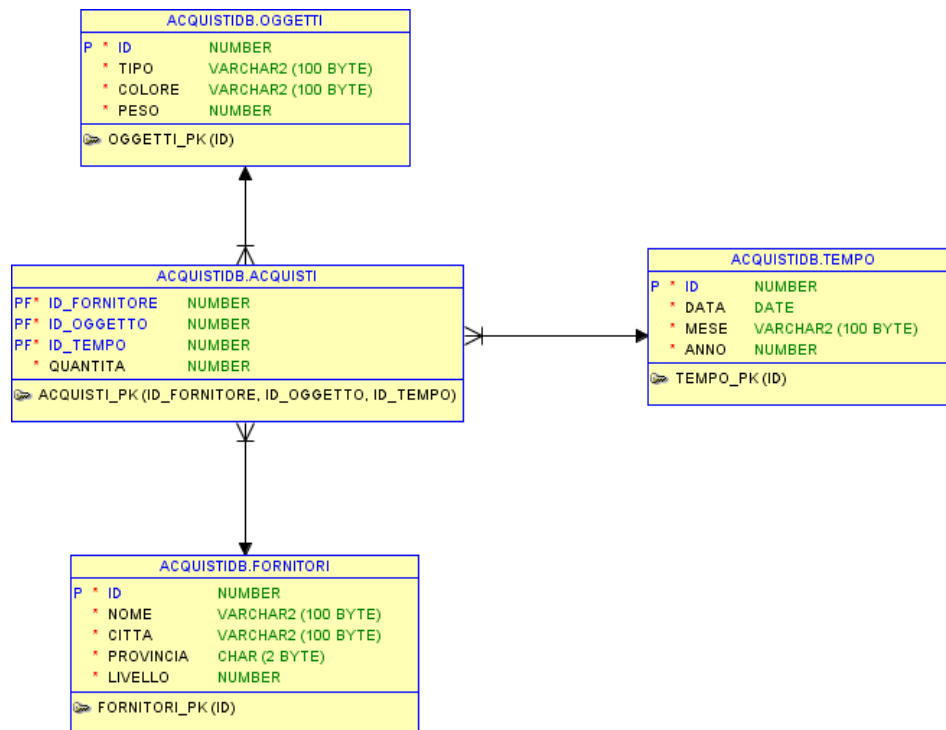 ACQUISTIDB.OGGETTI
P * ID NUMBER
* TIPO VARCHAR2 (100 BYTE)
* COLORE VARCHAR2 (100 BYTE)
* PESO NUMBER
OGGETTI_PK (ID)
ACQUISTIDB.ACQUISTI
PF* ID_FORNITORE NUMBER
PF* ID_OGGETTO NUMBER
PF* ID_TEMPO NUMBER
* QUANTITA NUMBER
ACQUISTI_PK (ID_FORNITORE, ID_OGGETTO, ID_TEMPO)
ACQUISTIDB.TEMPO
P * ID NUMBER
* DATA DATE
* MESE VARCHAR2 (100 BYTE)
* ANNO NUMBER
TEMPO_PK (ID)
ACQUISTIDB.FORNITORI
P * ID NUMBER
* NOME VARCHAR2 (100 BYTE)
* CITTA VARCHAR2 (100 BYTE)
* PROVINCIA CHAR (2 BYTE)
* LIVELLO NUMBER
FORNITORI_PK (ID)